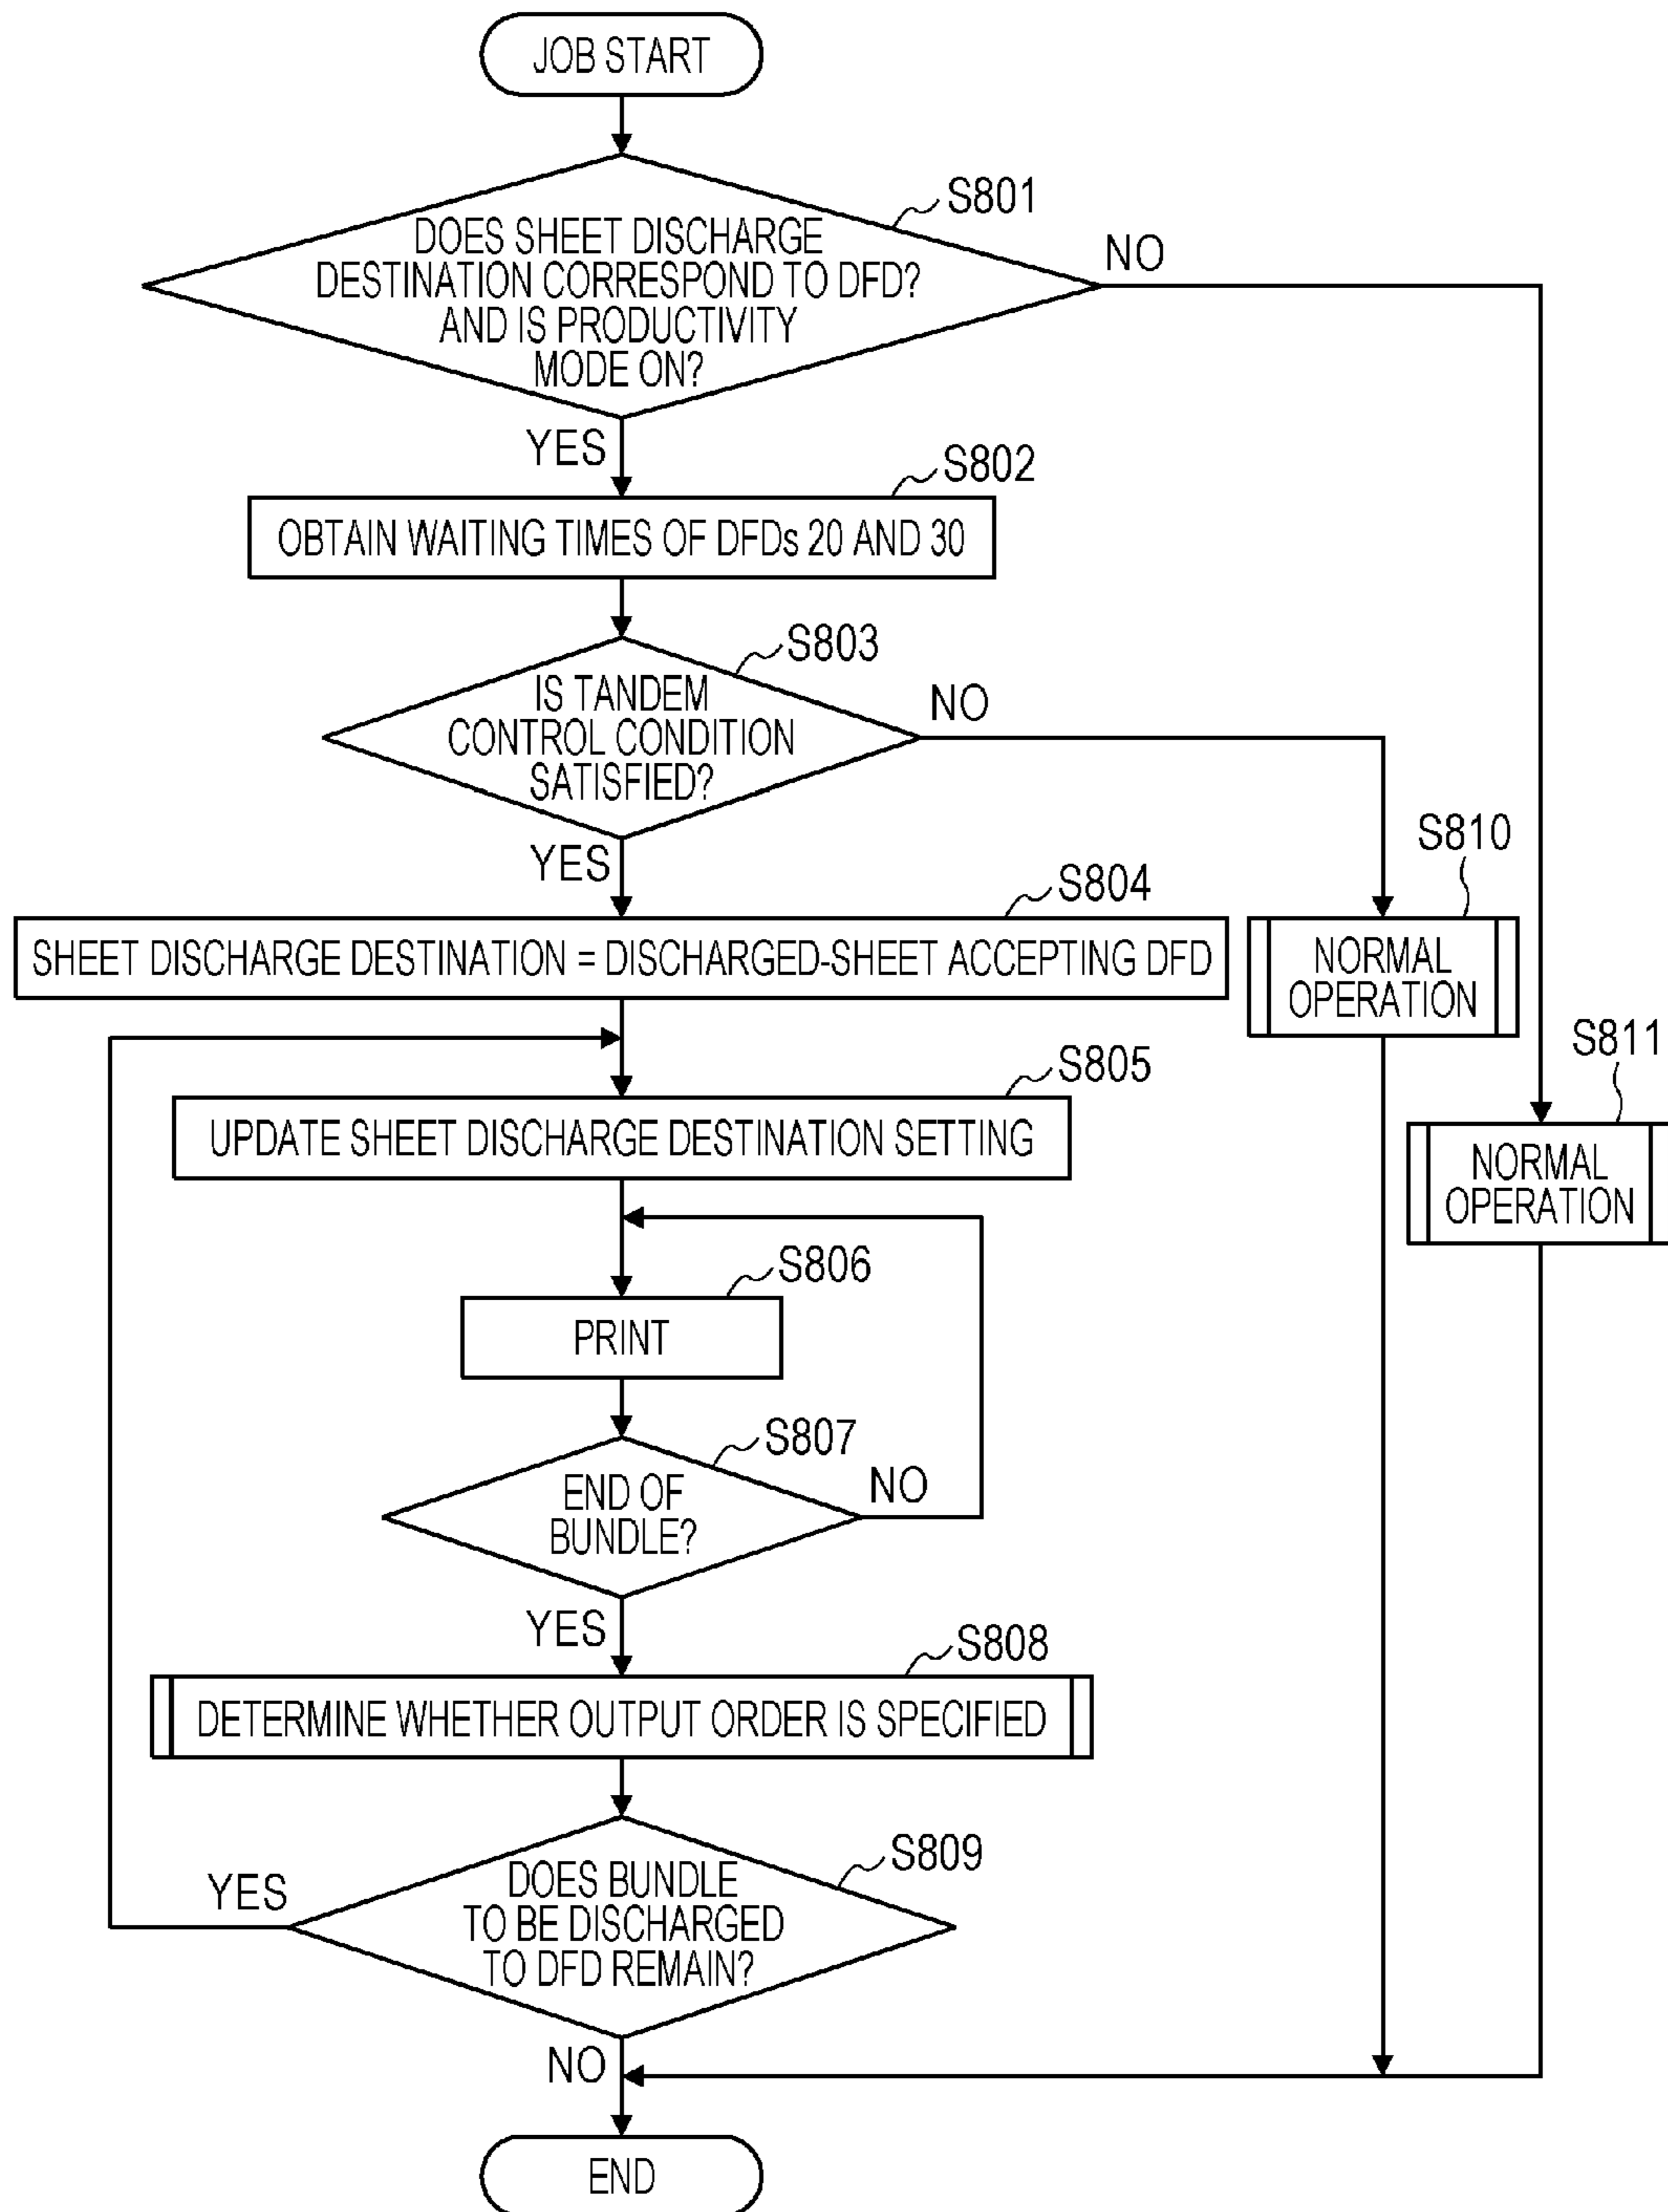 JOB START
S801
DOES SHEET DISCHARGE
DESTINATION CORRESPOND TO DFD?
AND IS PRODUCTIVITY
MODE ON?
NO
YES
S802
OBTAIN WAITING TIMES OF DFDs 20 AND 30
S803
IS TANDEM
CONTROL CONDITION
SATISFIED?
NO
YES
S804
SHEET DISCHARGE DESTINATION = DISCHARGED-SHEET ACCEPTING DFD
S810
NORMAL
OPERATION
S811
NORMAL
OPERATION
S805
UPDATE SHEET DISCHARGE DESTINATION SETTING
S806
PRINT
S807
END OF
BUNDLE?
NO
YES
S808
DETERMINE WHETHER OUTPUT ORDER IS SPECIFIED
S809
DOES BUNDLE
TO BE DISCHARGED
TO DFD REMAIN?
YES
NO
END